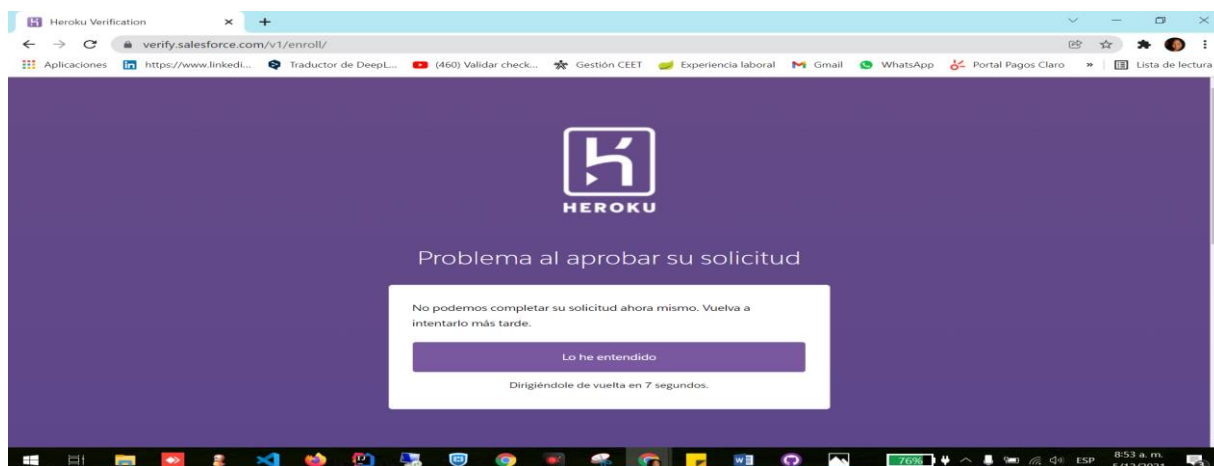 Heroku Verification
verify.salesforce.com/v1/enroll/
Aplicaciones https://www.linkedi... Traductor de DeepL... (460) Validar check... Gestión CEET Experiencia laboral Gmail WhatsApp Portal Pagos Claro » Lista de lectura
HEROKU
Problema al aprobar su solicitud
No podemos completar su solicitud ahora mismo. Vuelva a
intentarlo más tarde.
Lo he entendido
Dirigiéndole de vuelta en 7 segundos.
76% ESP 8:53 a. m.
5/12/2021